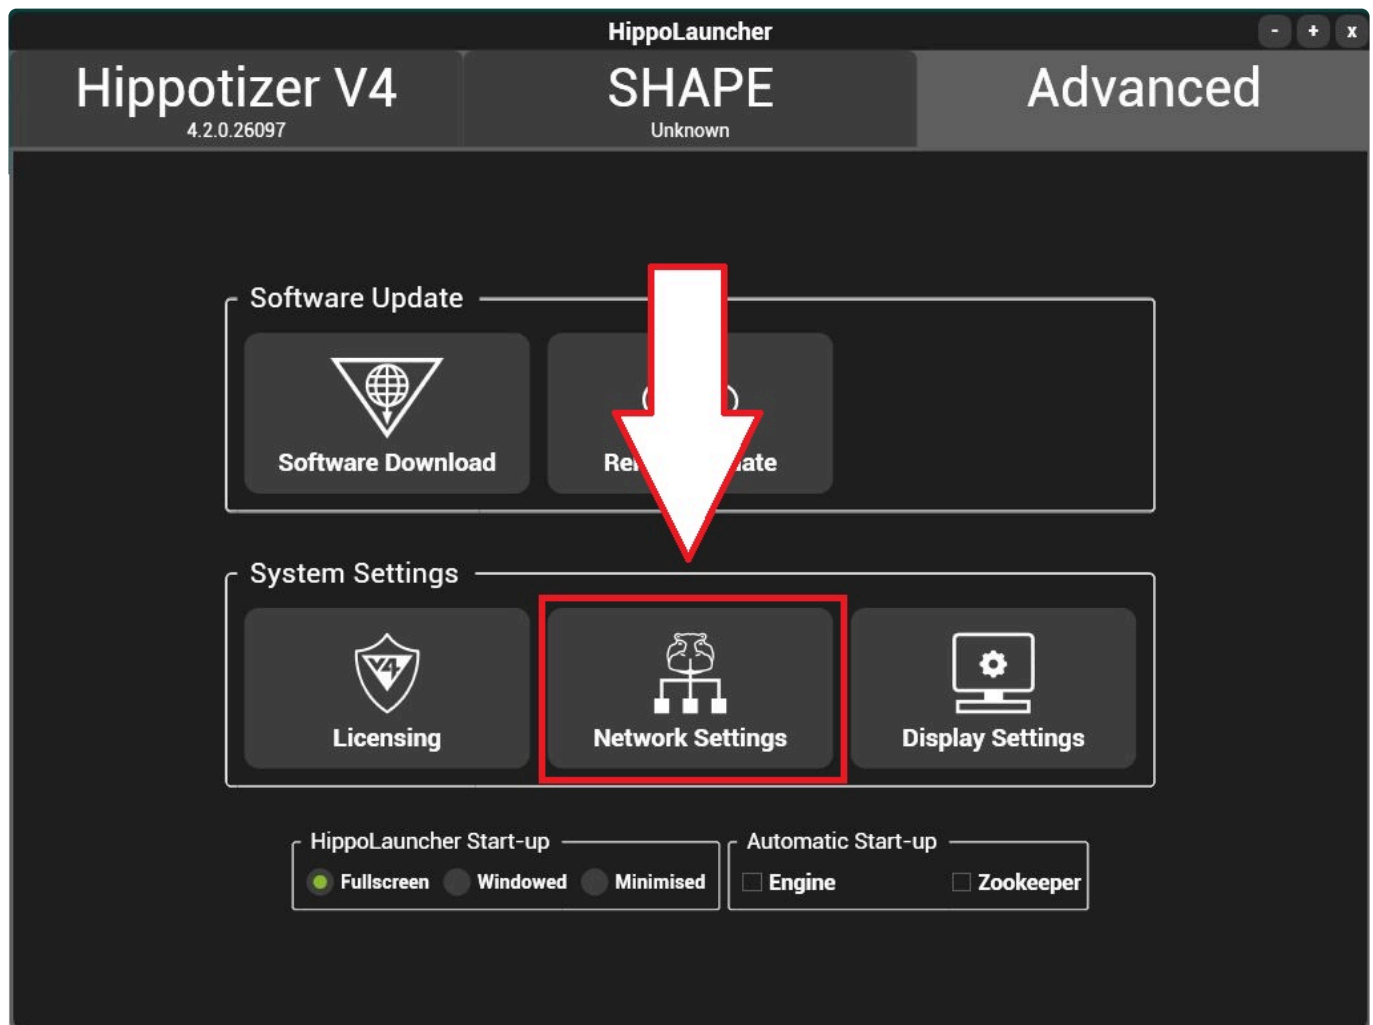 HippoLauncher
- + x
Hippotizer V4
4.2.0.26097
SHAPE
Unknown
Advanced
Software Update
Software Download
System Settings
V4
Licensing
Network Settings
Display Settings
HippoLauncher Start-up
Fullscreen Windowed Minimised
Automatic Start-up
Engine Zookeeper